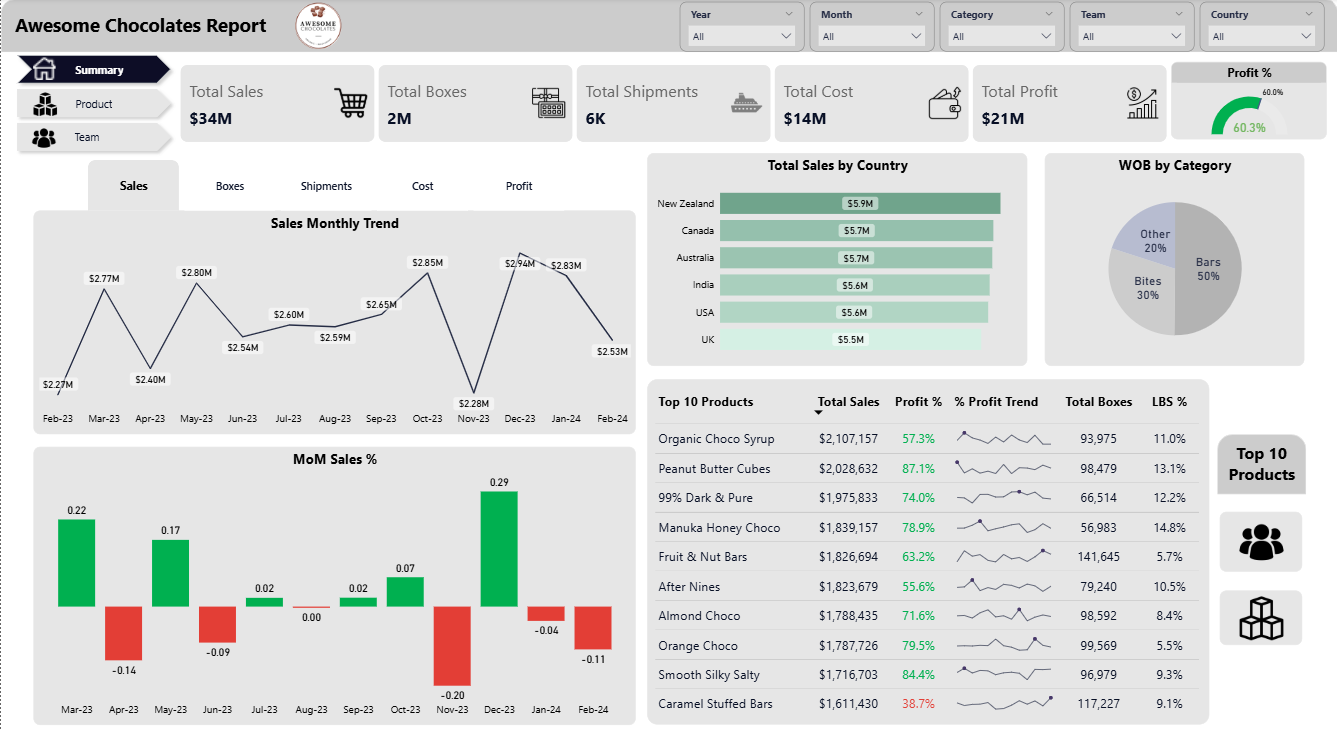 Awesome Chocolates Report
AWESOME
CHOCOLATES
Year
All
Month
All
Category
All
Team
All
Country
All
Summary
Product
Team
Total Sales
$34M
Total Boxes
2M
Total Shipments
6K
Total Cost
$14M
Total Profit
$21M
Profit %
60.0%
60.3%
Sales Boxes Shipments Cost Profit
Sales Monthly Trend
$2.27M
$2.77M
$2.40M
$2.80M
$2.54M
$2.60M
$2.59M
$2.65M
$2.85M
$2.28M
$2.94M
$2.83M
$2.53M
Feb-23 Mar-23 Apr-23 May-23 Jun-23 Jul-23 Aug-23 Sep-23 Oct-23 Nov-23 Dec-23 Jan-24 Feb-24
MoM Sales %
0.22
-0.14
0.17
-0.09
0.02
0.00
0.02
0.07
-0.20
0.29
-0.04
-0.11
Mar-23 Apr-23 May-23 Jun-23 Jul-23 Aug-23 Sep-23 Oct-23 Nov-23 Dec-23 Jan-24 Feb-24
Total Sales by Country
New Zealand $5.9M
Canada $5.7M
Australia $5.7M
India $5.6M
USA $5.6M
UK $5.5M
WOB by Category
Other
20%
Bars
50%
Bites
30%
Top 10 Products Total Sales Profit % % Profit Trend Total Boxes LBS %
Organic Choco Syrup $2,107,157 57.3% 93,975 11.0%
Peanut Butter Cubes $2,028,632 87.1% 98,479 13.1%
99% Dark & Pure $1,975,833 74.0% 66,514 12.2%
Manuka Honey Choco $1,839,157 78.9% 56,983 14.8%
Fruit & Nut Bars $1,826,694 63.2% 141,645 5.7%
After Nines $1,823,679 55.6% 79,240 10.5%
Almond Choco $1,788,435 71.6% 98,592 8.4%
Orange Choco $1,787,726 79.5% 99,569 5.5%
Smooth Silky Salty $1,716,703 84.4% 96,979 9.3%
Caramel Stuffed Bars $1,611,430 38.7% 117,227 9.1%
Top 10
Products